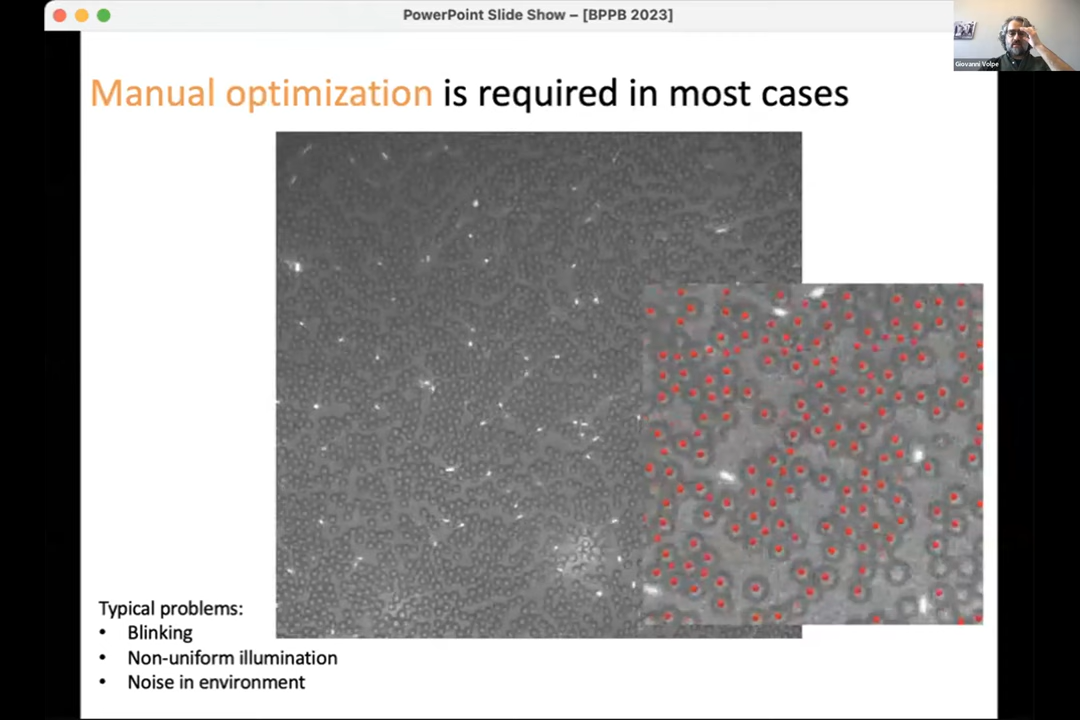 PowerPoint Slide Show – [BPPB 2023]
Giovanni Volpe
Manual optimization is required in most cases
Typical problems:
• Blinking
• Non-uniform illumination
• Noise in environment